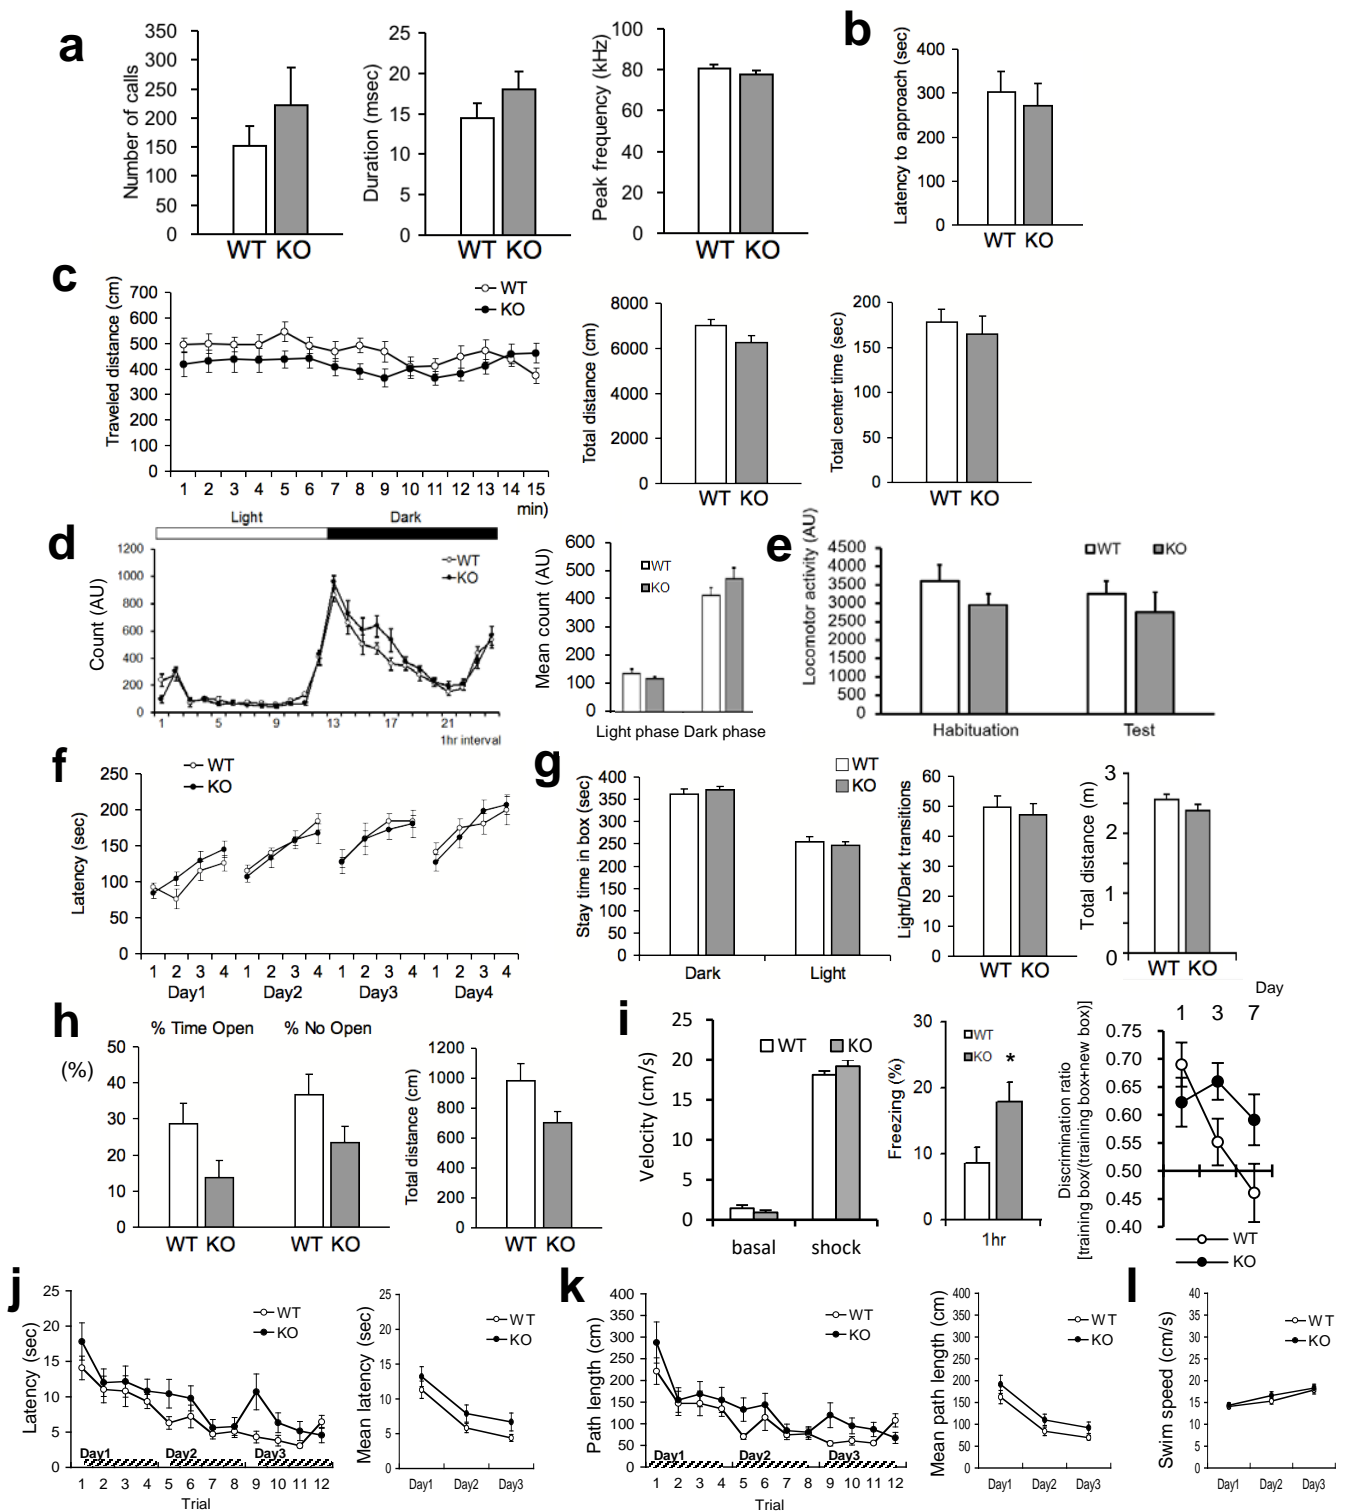 a
Number of calls
350
300
250
200
150
100
50
0
WT KO
Duration (msec)
25
20
15
10
5
0
WT KO
Peak frequency (kHz)
100
80
60
40
20
0
WT KO
b
Latency to approach (sec)
400
300
200
100
0
WT KO
c
Traveled distance (cm)
700
600
500
400
300
200
100
0
WT
KO
1 2 3 4 5 6 7 8 9 10 11 12 13 14 15
min)
Total distance (cm)
8000
6000
4000
2000
0
WT KO
Total center time (sec)
200
150
100
50
0
WT KO
d
Light Dark
Count (AU)
1200
1000
800
600
400
200
0
WT
KO
1 5 9 13 17 21
1hr interval
Mean count (AU)
600
500
400
300
200
100
0
WT
KO
Light phase Dark phase
e
Locomotor activity (AU)
4500
4000
3500
3000
2500
2000
1500
1000
500
0
WT KO
Habituation Test
f
Latency (sec)
250
200
150
100
50
0
WT
KO
1 2 3 4 1 2 3 4 1 2 3 4 1 2 3 4
Day1 Day2 Day3 Day4
g
Stay time in box (sec)
400
350
300
250
200
150
100
50
0
WT
KO
Dark Light
Light/Dark transitions
60
50
40
30
20
10
0
WT KO
Total distance (m)
3
2
1
1
0
WT KO
h
% Time Open % No Open
(%)
50
40
30
20
10
0
WT KO WT KO
Total distance (cm)
1200
1000
800
600
400
200
0
WT KO
i
Velocity (cm/s)
25
20
15
10
5
0
WT KO
basal shock
Freezing (%)
30
20
10
0
WT
KO
*
1hr
Day
1 3 7
Discrimination ratio
[training box/(training box+new box)]
0.75
0.70
0.65
0.60
0.55
0.50
0.45
0.40
WT
KO
j
Latency (sec)
25
20
15
10
5
0
WT
KO
Day1 Day2 Day3
1 2 3 4 5 6 7 8 9 10 11 12
Trial
Mean latency (sec)
25
20
15
10
5
0
WT
KO
Day1 Day2 Day3
k
Path length (cm)
400
350
300
250
200
150
100
50
0
WT
KO
Day1 Day2 Day3
1 2 3 4 5 6 7 8 9 10 11 12
Trial
Mean path length (cm)
400
350
300
250
200
150
100
50
0
WT
KO
Day1 Day2 Day3
l
Swim speed (cm/s)
40
35
30
25
20
15
10
5
0
WT
KO
Day1 Day2 Day3